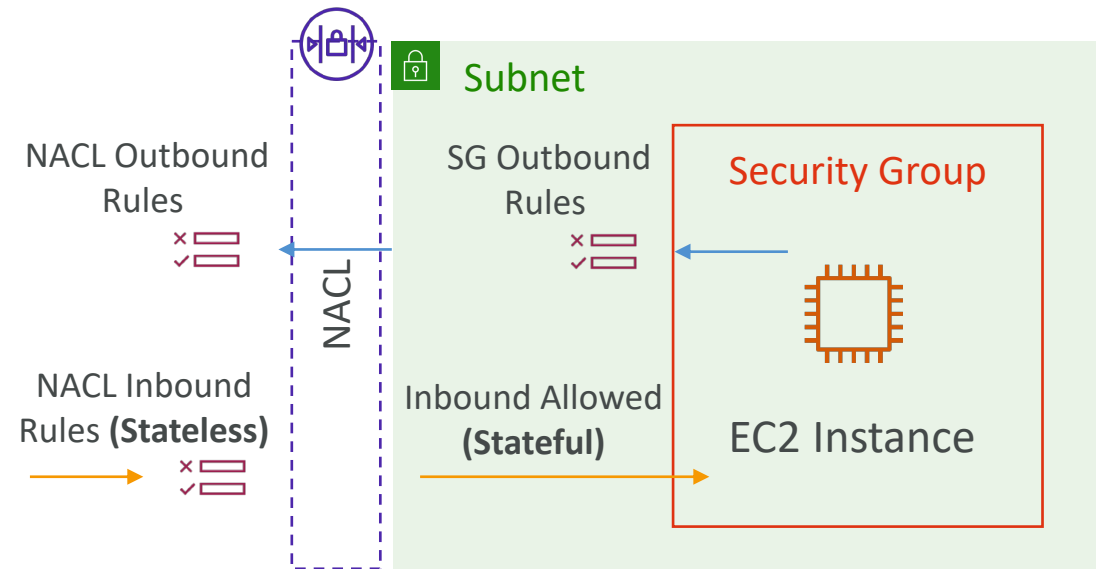 Subnet
NACL Outbound
Rules
SG Outbound
Rules
Security Group
NACL
NACL Inbound
Rules (Stateless)
Inbound Allowed
(Stateful)
EC2 Instance